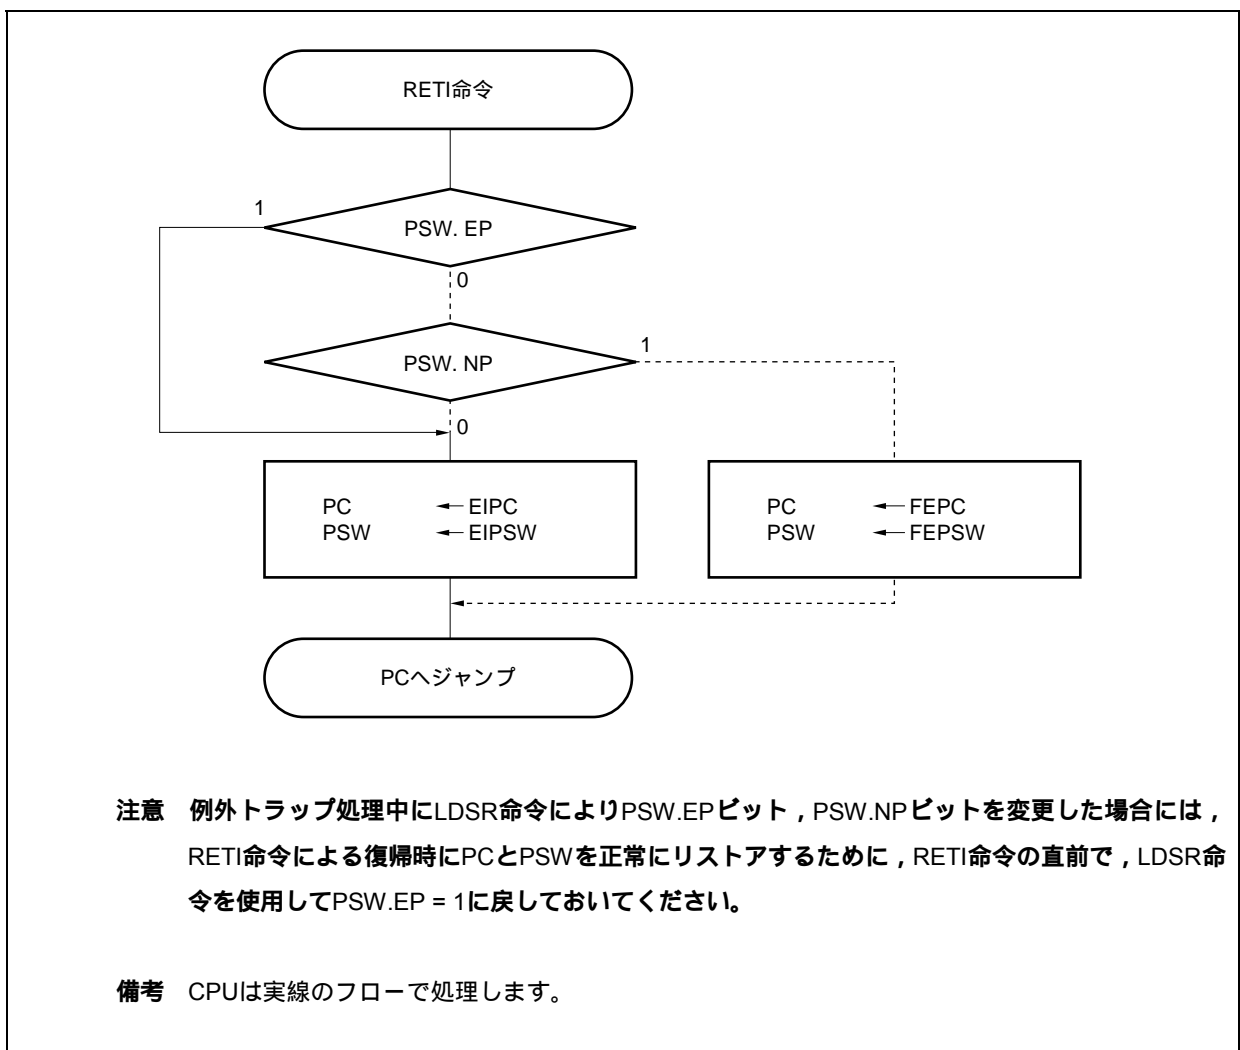 RETI命令
1
PSW. EP
0
PSW. NP
1
0
PC ← EIPC
PSW ← EIPSW
PC ← FEPC
PSW ← FEPSW
PCへジャンプ
注意 例外トラップ処理中にLDSR命令によりPSW.EPビット，PSW.NPビットを変更した場合には，
RETI命令による復帰時にPCとPSWを正常にリストアするために，RETI命令の直前で，LDSR命
令を使用してPSW.EP = 1に戻しておいてください。
備考 CPUは実線のフローで処理します。